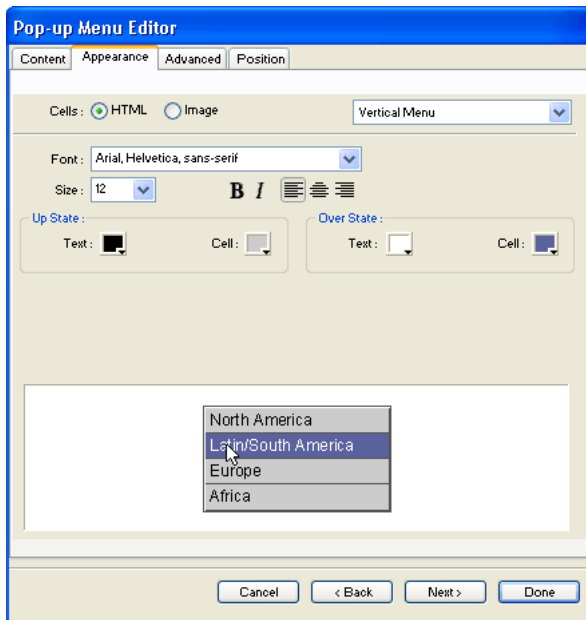 Pop-up Menu Editor
Content Appearance Advanced Position
Cells: HTML Image Vertical Menu
Font: Arial, Helvetica, sans-serif
Size: 12 B I
Up State: Over State:
Text: Cell: Text: Cell:
North America
Latin/South America
Europe
Africa
Cancel < Back Next > Done